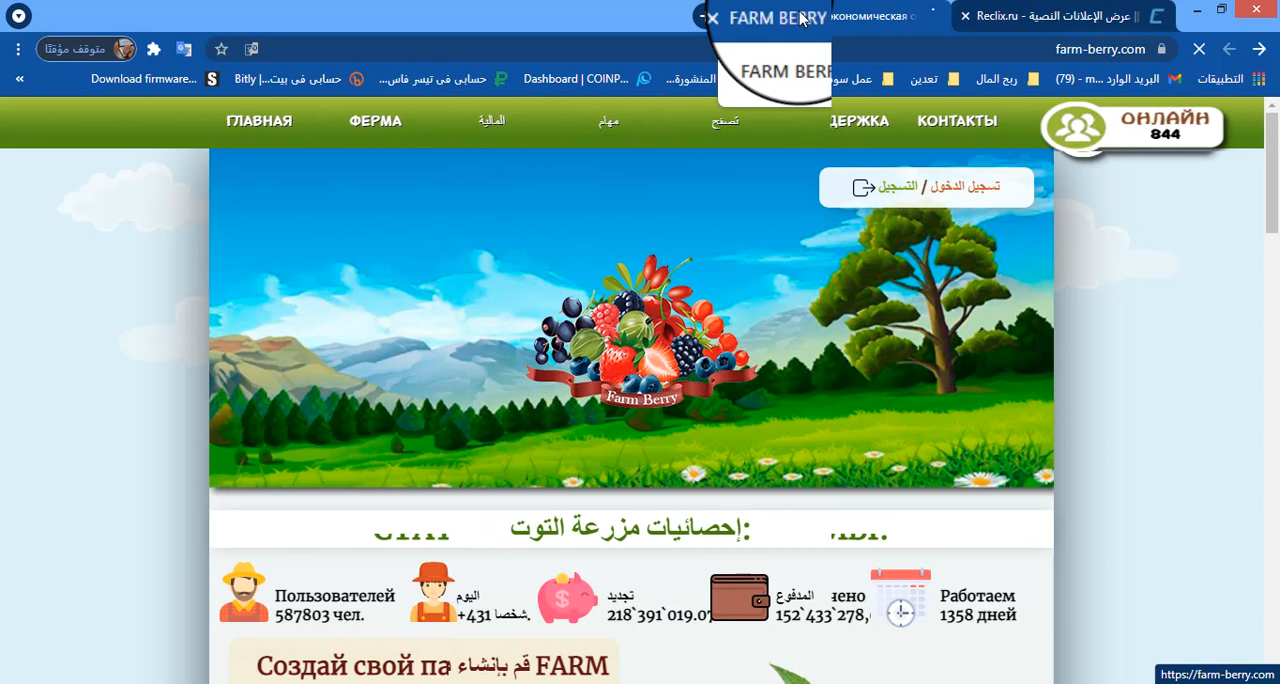 FARM BERRY
экономическая о
Reclix.ru - عرض الإعلانات النصية ||
متوقف مؤقتًا
farm-berry.com
FARM BER
التطبيقات
البريد الوارد (79) - m...
ربح المال
تعدين
عمل سو
المنشورة...
Dashboard | COINP...
حسابى فى تيسر فاس...
حسابى فى بيت|... Bitly
Download firmware...
ГЛАВНАЯ
ФЕРМА
المالية
مهام
تصفح
ДЕРЖКА
КОНТАКТЫ
ОНЛАЙН
844
تسجيل الدخول / التسجيل
Farm Berry
إحصائيات مزرعة التوت:
Пользователей
587803 чел.
اليوم
+431 شخصا.
تجديد
218`391`019.07
المدفوع
чено
152`433`278,
Работаем
1358 дней
Создай свой па قم بإنشاء FARM
https://farm-berry.com